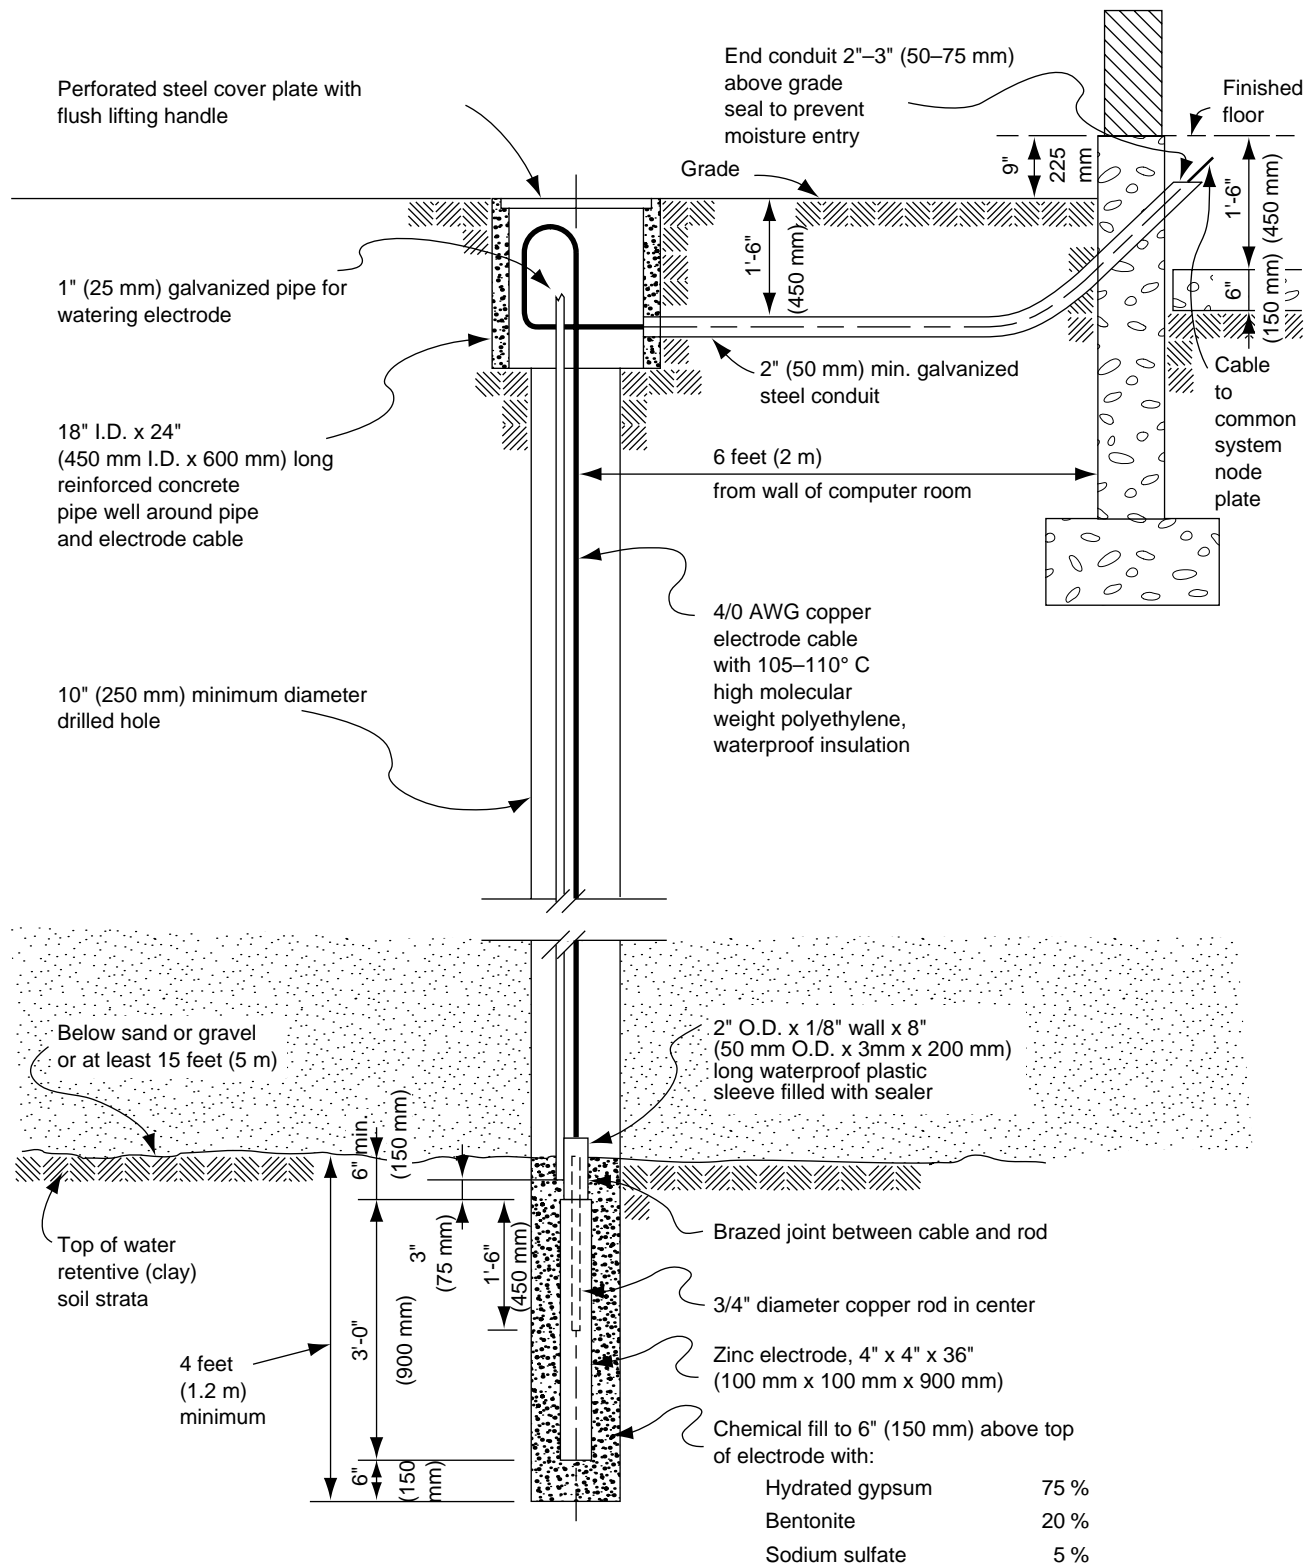 End conduit 2"–3" (50–75 mm)
above grade
seal to prevent
moisture entry
Perforated steel cover plate with
flush lifting handle
Finished
floor
Grade
9"
225
mm
1'-6"
(450 mm)
1'-6"
(450 mm)
6"
(150 mm)
1" (25 mm) galvanized pipe for
watering electrode
2" (50 mm) min. galvanized
steel conduit
Cable
to
common
system
node
plate
18" I.D. x 24"
(450 mm I.D. x 600 mm) long
reinforced concrete
pipe well around pipe
and electrode cable
6 feet (2 m)
from wall of computer room
4/0 AWG copper
electrode cable
with 105–110° C
high molecular
weight polyethylene,
waterproof insulation
10" (250 mm) minimum diameter
drilled hole
Below sand or gravel
or at least 15 feet (5 m)
2" O.D. x 1/8" wall x 8"
(50 mm O.D. x 3mm x 200 mm)
long waterproof plastic
sleeve filled with sealer
6" min.
(150 mm)
Top of water
retentive (clay)
soil strata
3"
(75 mm)
1'-6"
(450 mm)
Brazed joint between cable and rod
3/4" diameter copper rod in center
3'-0"
(900 mm)
4 feet
(1.2 m)
minimum
Zinc electrode, 4" x 4" x 36"
(100 mm x 100 mm x 900 mm)
6"
(150
mm)
Chemical fill to 6" (150 mm) above top
of electrode with:
Hydrated gypsum 75 %
Bentonite 20 %
Sodium sulfate 5 %